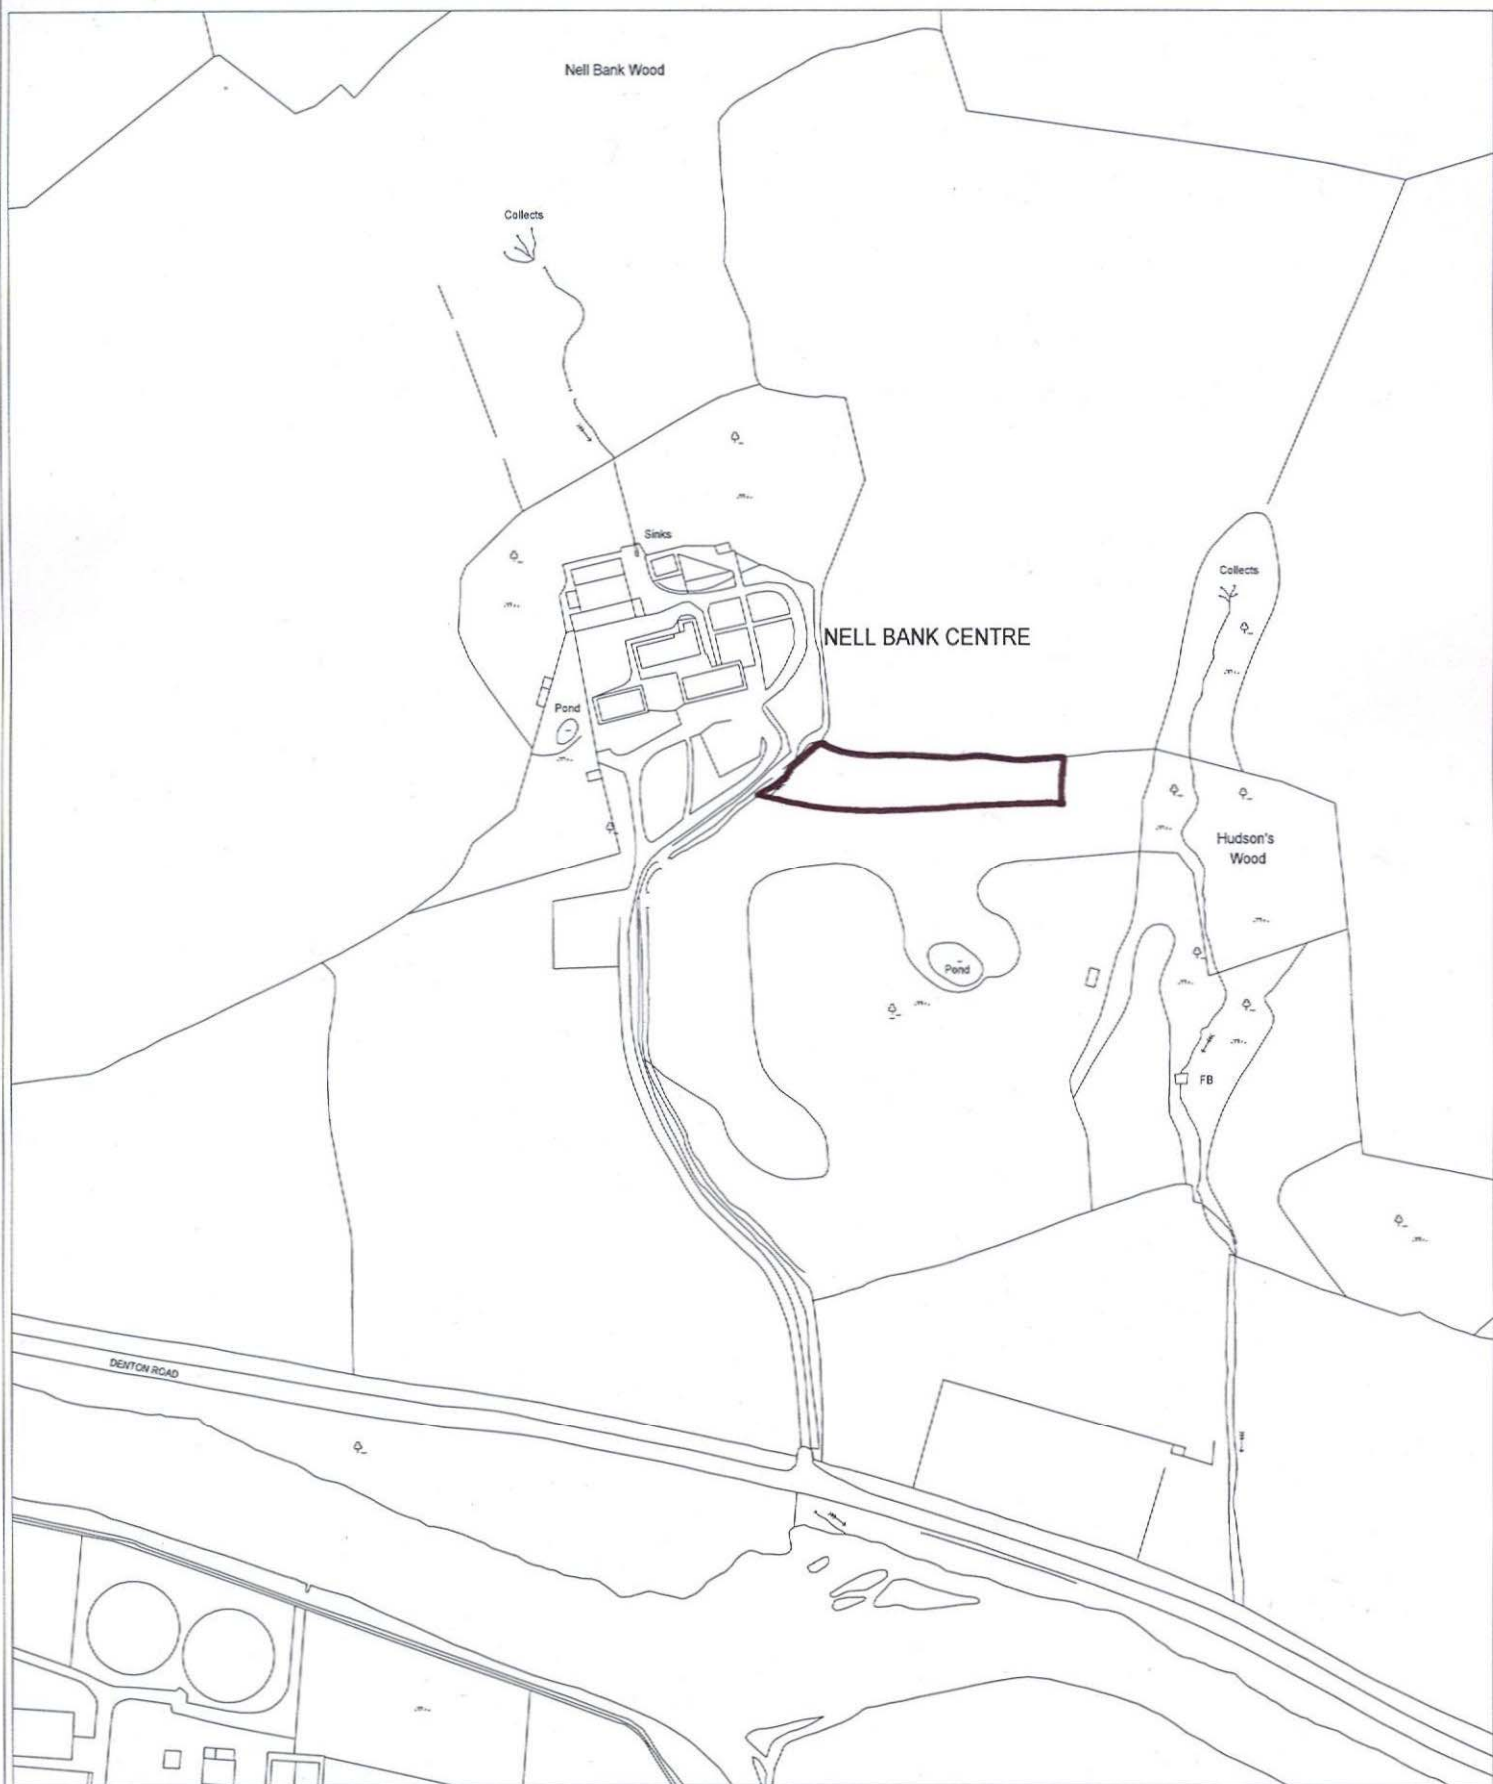 Nell Bank Wood
Collects
Sinks
Collects
NELL BANK CENTRE
Pond
Hudson's
Wood
Pond
FB
DENTON ROAD